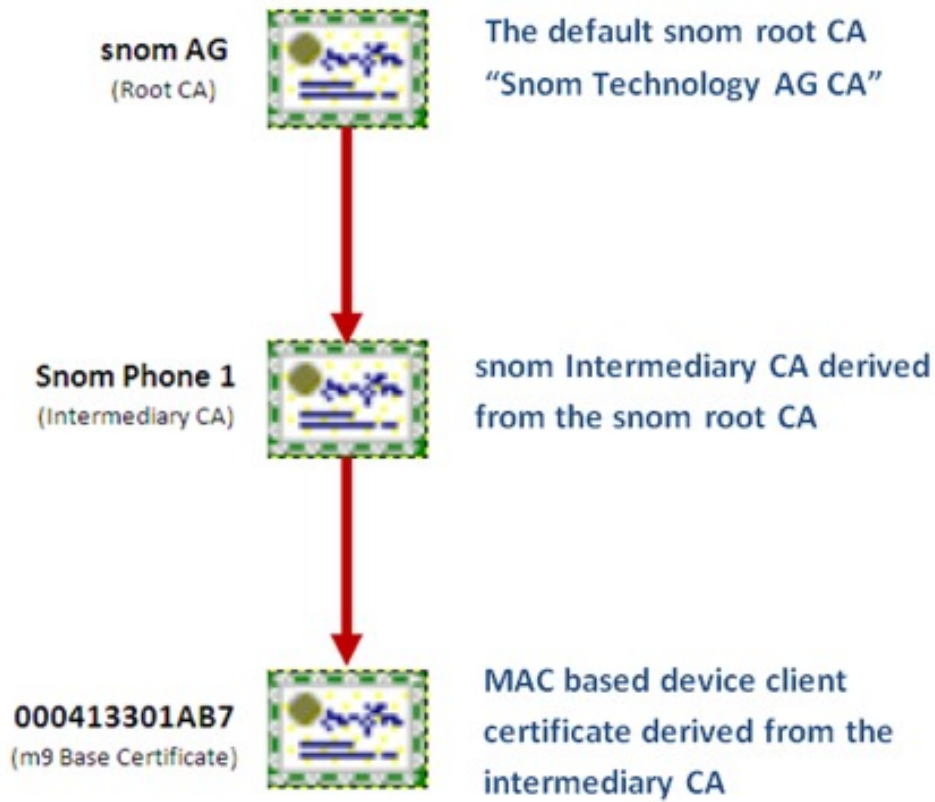 snom AG
(Root CA)
The default snom root CA
“Snom Technology AG CA”
Snom Phone 1
(Intermediary CA)
snom Intermediary CA derived
from the snom root CA
000413301AB7
(m9 Base Certificate)
MAC based device client
certificate derived from the
intermediary CA